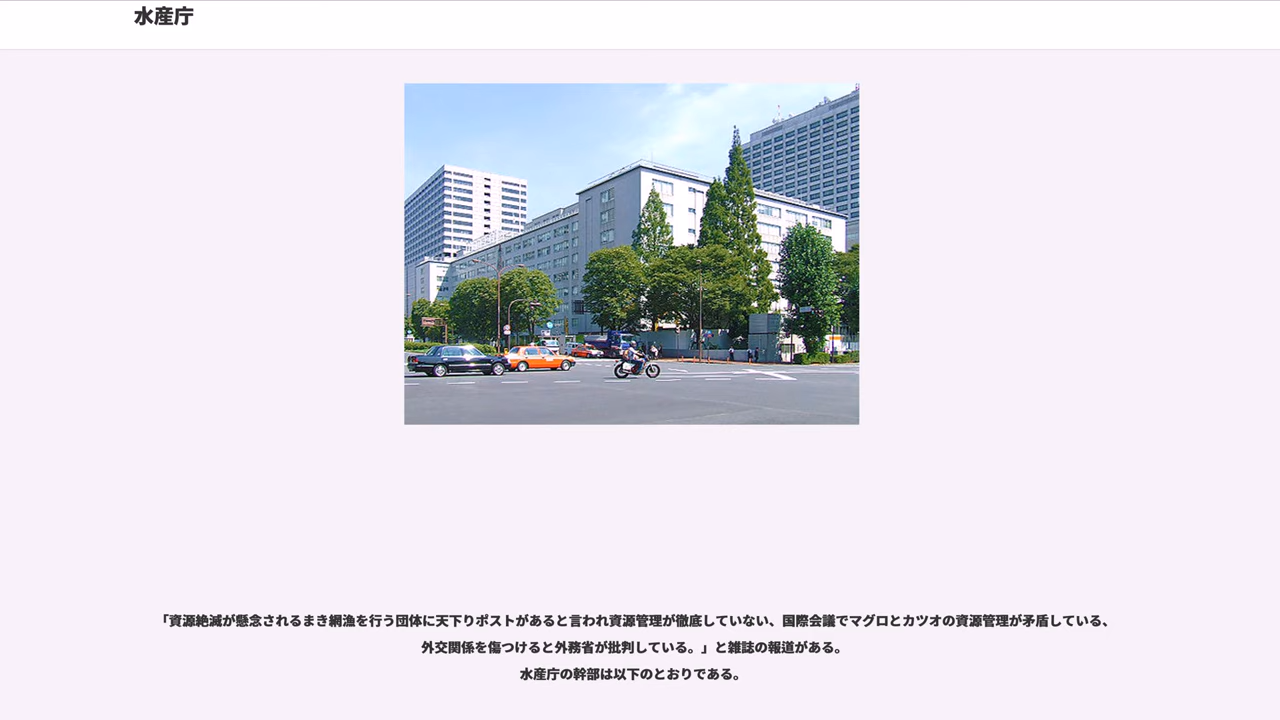 水産庁
「資源絶滅が懸念されるまき網漁を行う団体に天下りポストがあると言われ資源管理が徹底していない、国際会議でマグロとカツオの資源管理が矛盾している、
外交関係を傷つけると外務省が批判している。」と雑誌の報道がある。
水産庁の幹部は以下のとおりである。